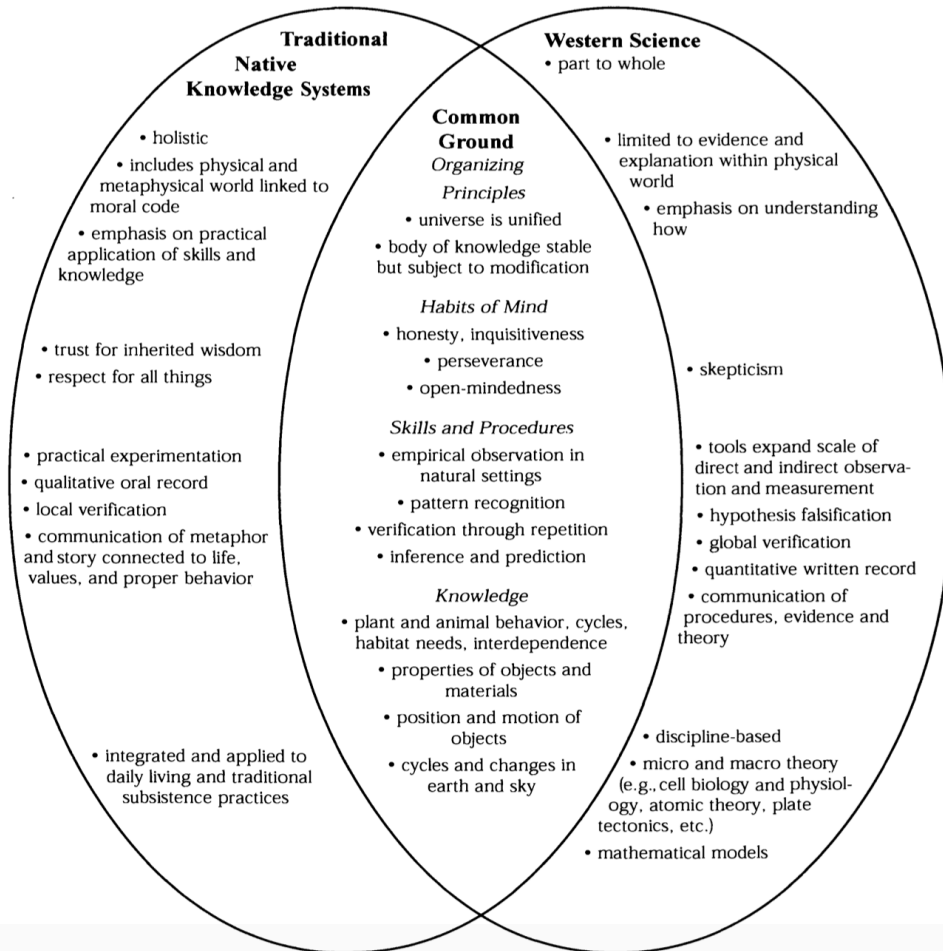 Traditional
Native
Knowledge Systems
• holistic
• includes physical and
metaphysical world linked to
moral code
• emphasis on practical
application of skills and
knowledge
• trust for inherited wisdom
• respect for all things
• practical experimentation
• qualitative oral record
• local verification
• communication of metaphor
and story connected to life,
values, and proper behavior
• integrated and applied to
daily living and traditional
subsistence practices
Common
Ground
Organizing
Principles
• universe is unified
• body of knowledge stable
but subject to modification
Habits of Mind
• honesty, inquisitiveness
• perseverance
• open-mindedness
Skills and Procedures
• empirical observation in
natural settings
• pattern recognition
• verification through repetition
• inference and prediction
Knowledge
• plant and animal behavior, cycles,
habitat needs, interdependence
• properties of objects and
materials
• position and motion of
objects
• cycles and changes in
earth and sky
Western Science
• part to whole
• limited to evidence and
explanation within physical
world
• emphasis on understanding
how
• skepticism
• tools expand scale of
direct and indirect observa-
tion and measurement
• hypothesis falsification
• global verification
• quantitative written record
• communication of
procedures, evidence and
theory
• discipline-based
• micro and macro theory
(e.g., cell biology and physiol-
ogy, atomic theory, plate
tectonics, etc.)
• mathematical models